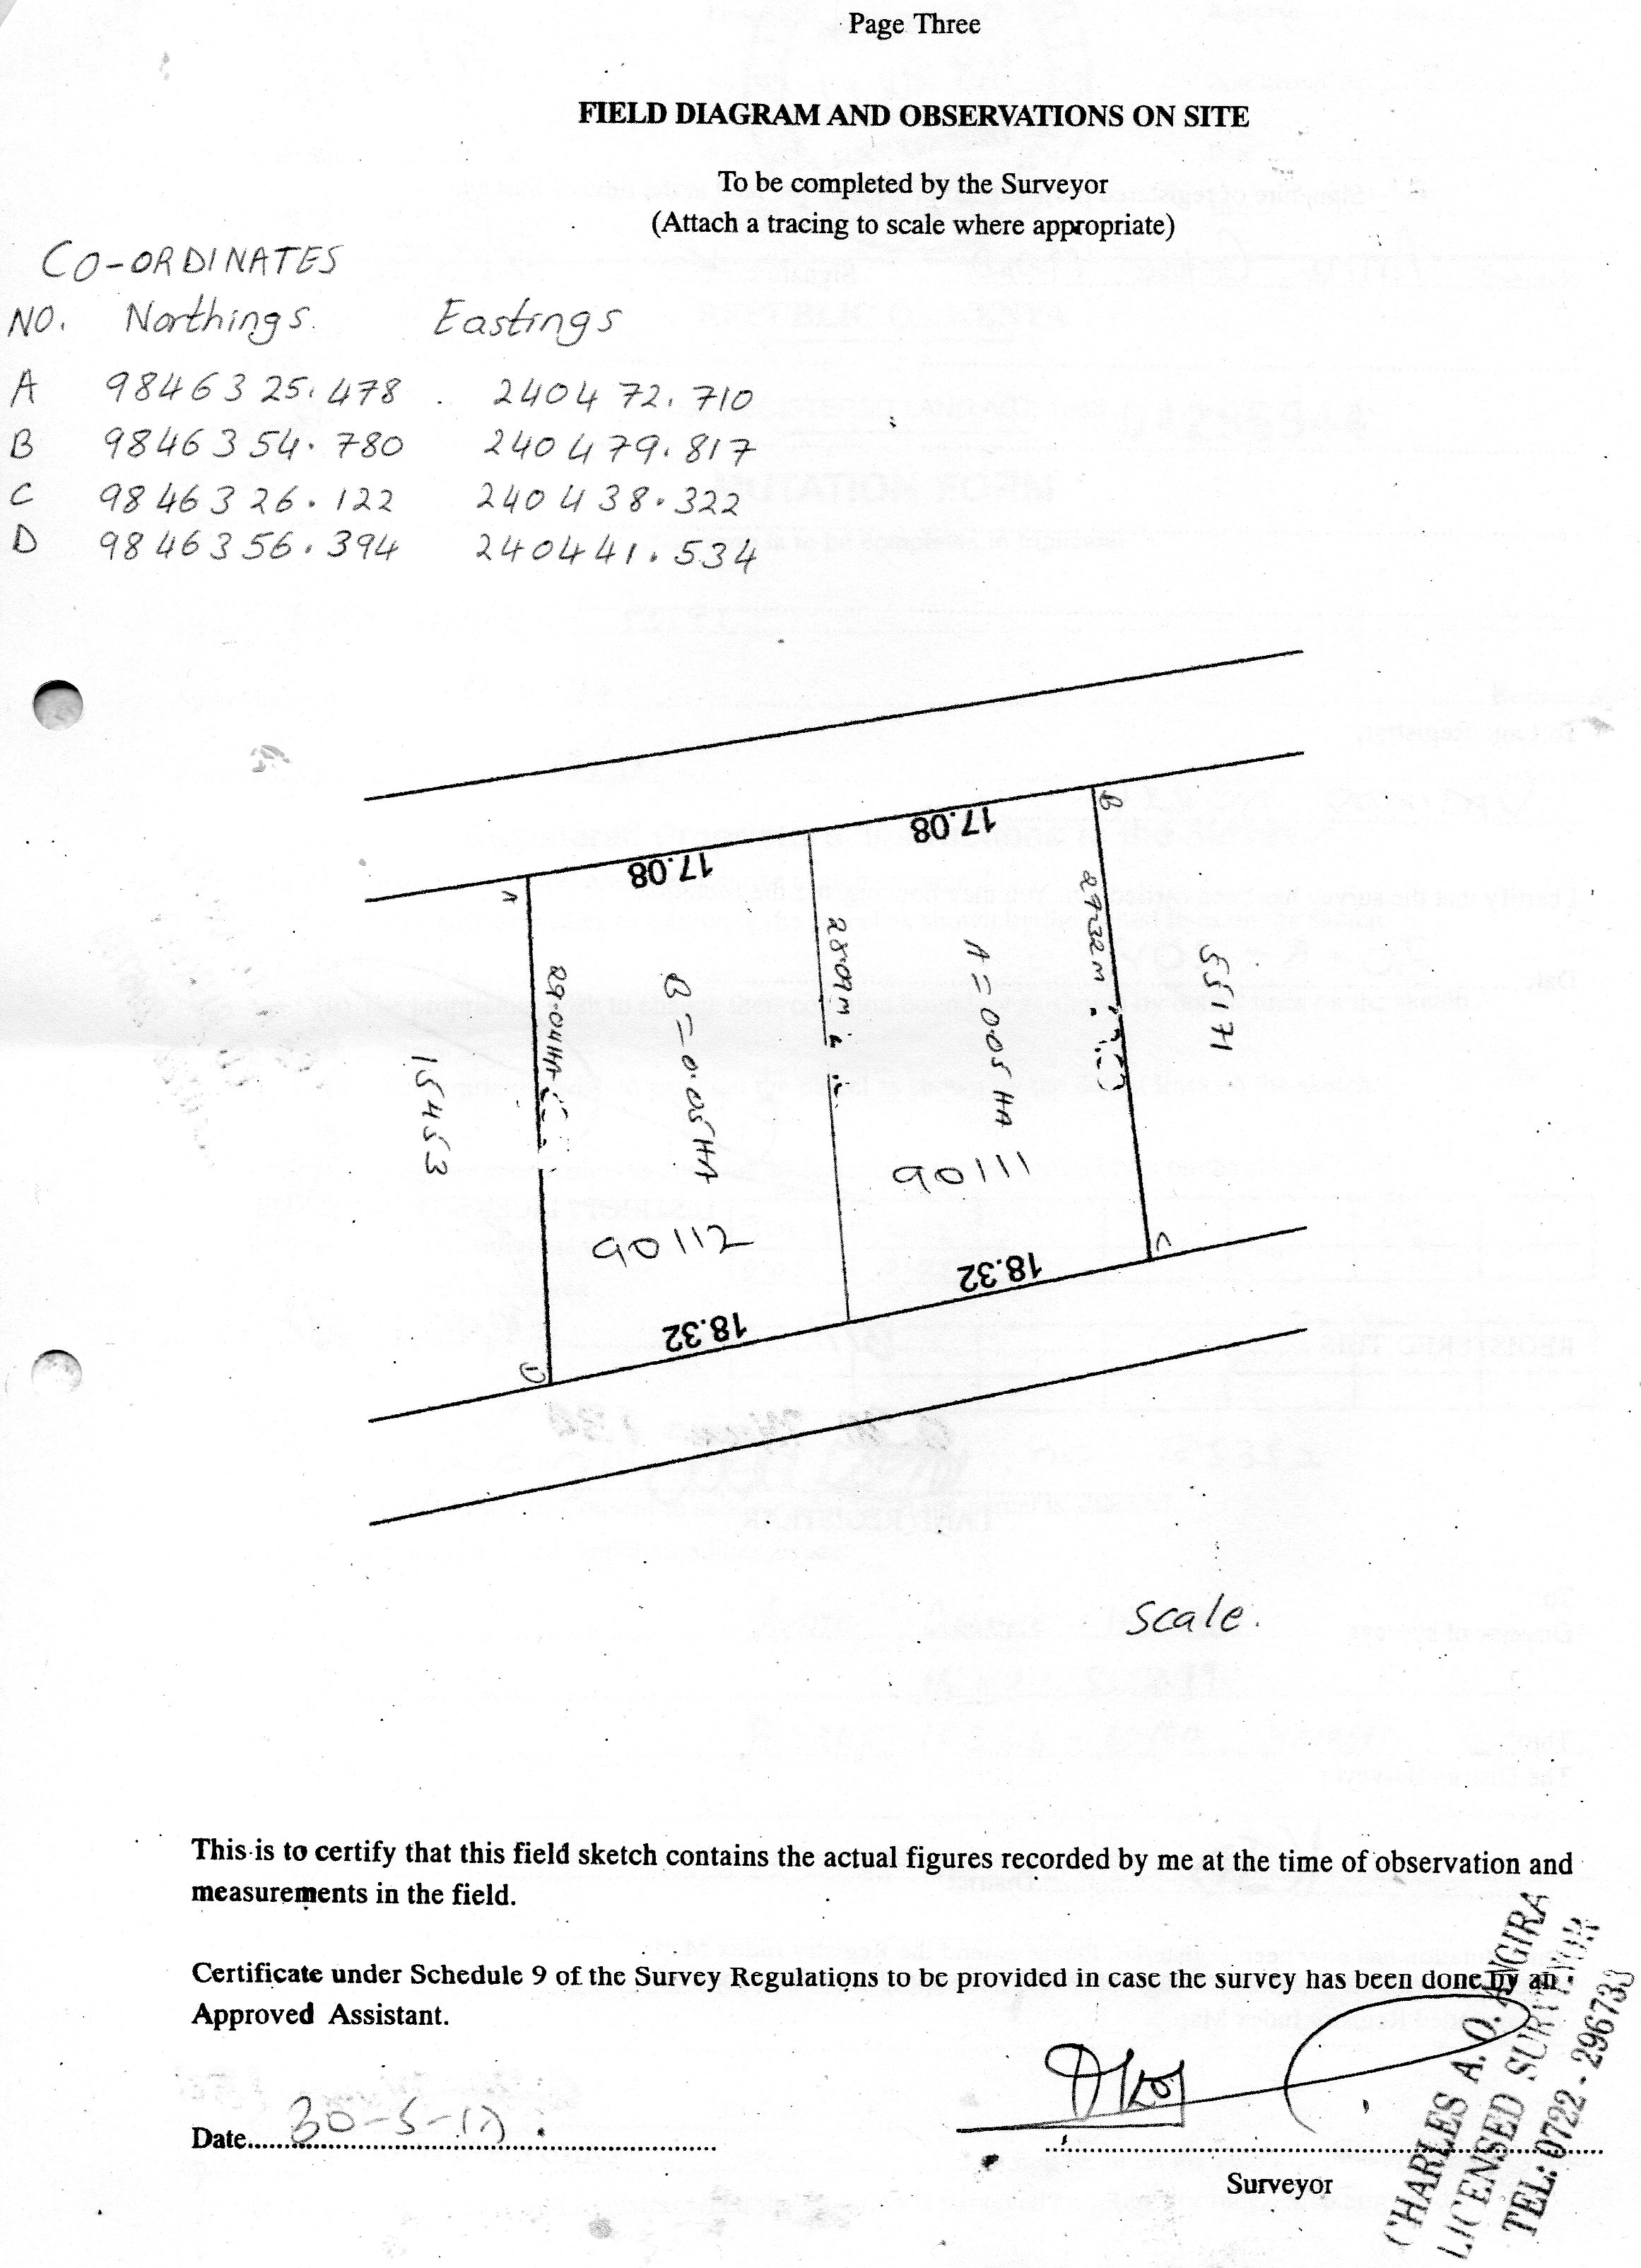 Page Three
FIELD DIAGRAM AND OBSERVATIONS ON SITE
To be completed by the Surveyor
(Attach a tracing to scale where appropriate)
CO-ORDINATES
NO. Northings. Eastings
A 9846325.478 240472.710
B 9846354.780 240479.817
C 9846326.122 240438.322
D 9846356.394 240441.534
B
17.08
17.08
A
27.32m
28.09m
29.04HA
55171
A = 0.05 HA
B = 0.05 HA
15453
90111
90112
C
18.32
18.32
D
Scale.
This is to certify that this field sketch contains the actual figures recorded by me at the time of observation and
measurements in the field.
Certificate under Schedule 9 of the Survey Regulations to be provided in case the survey has been done by an
Approved Assistant.
Date
Surveyor
CHARLES A. O. ANGIRA
LICENSED SURVEYOR
TEL: 0722 - 296733